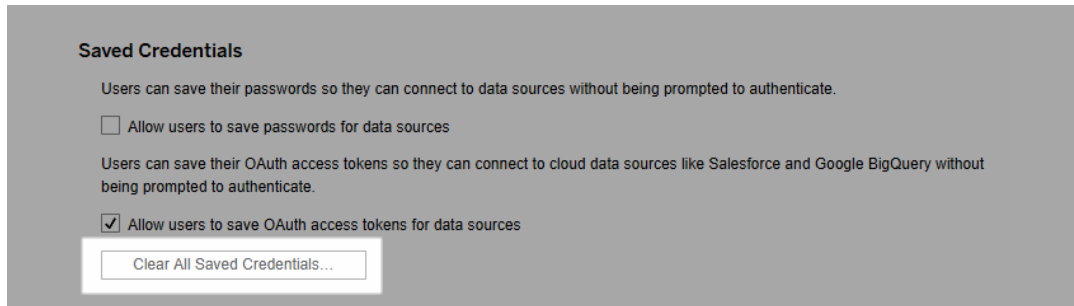 Saved Credentials
Users can save their passwords so they can connect to data sources without being prompted to authenticate.
Allow users to save passwords for data sources
Users can save their OAuth access tokens so they can connect to cloud data sources like Salesforce and Google BigQuery without
being prompted to authenticate.
Allow users to save OAuth access tokens for data sources
Clear All Saved Credentials...